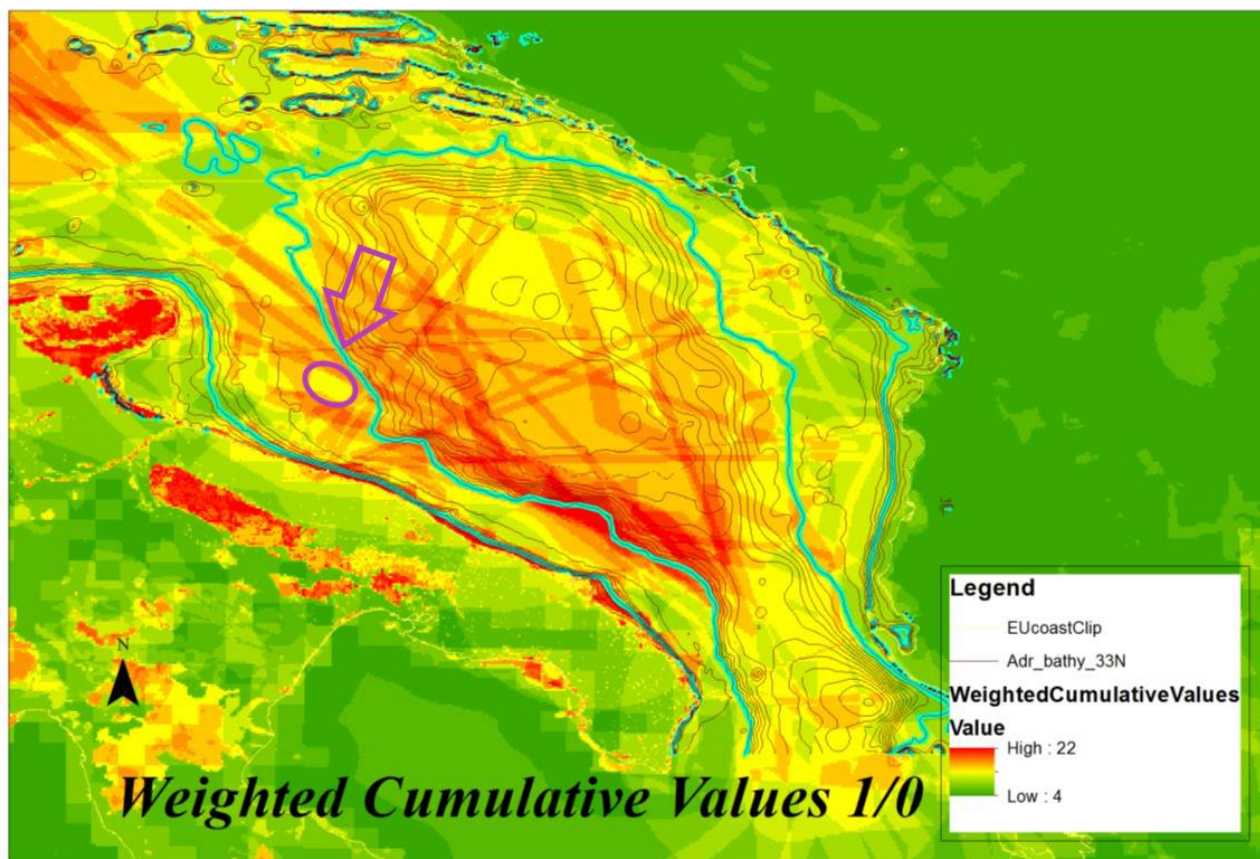 N
Weighted Cumulative Values 1/0
Legend
EUcoastClip
Adr_bathy_33N
WeightedCumulativeValues
Value
High : 22
Low : 4